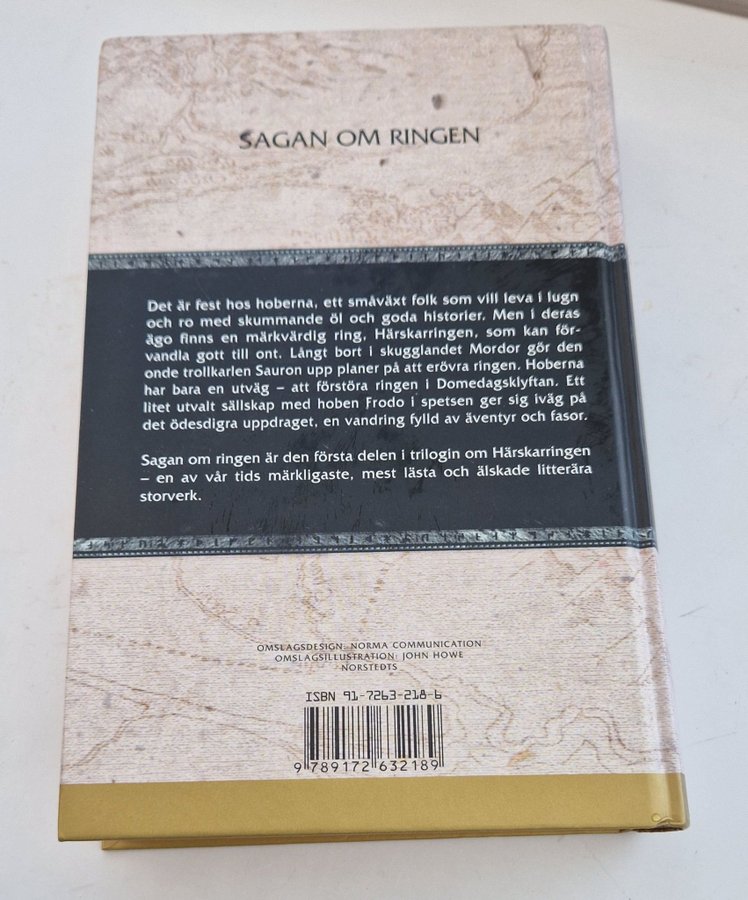 SAGAN OM RINGEN
Det är fest hos hoberna, ett småväxt folk som vill leva i lugn
och ro med skummande öl och goda historier. Men i deras
ägo finns en märkvärdig ring, Härskarringen, som kan för-
vandla gott till ont. Långt bort i skugglandet Mordor gör den
onde trollkarlen Sauron upp planer på att erövra ringen. Hoberna
har bara en utväg – att förstöra ringen i Domedagsklyftan. Ett
litet utvalt sällskap med hoben Frodo i spetsen ger sig iväg på
det ödesdigra uppdraget, en vandring fylld av äventyr och fasor.
Sagan om ringen är den första delen i trilogin om Härskarringen
– en av vår tids märkligaste, mest lästa och älskade litterära
storverk.
OMSLAGSDESIGN: NORMA COMMUNICATION
OMSLAGSILLUSTRATION: JOHN HOWE
NORSTEDTS
ISBN 91-7263-218-6
9 789172 632189